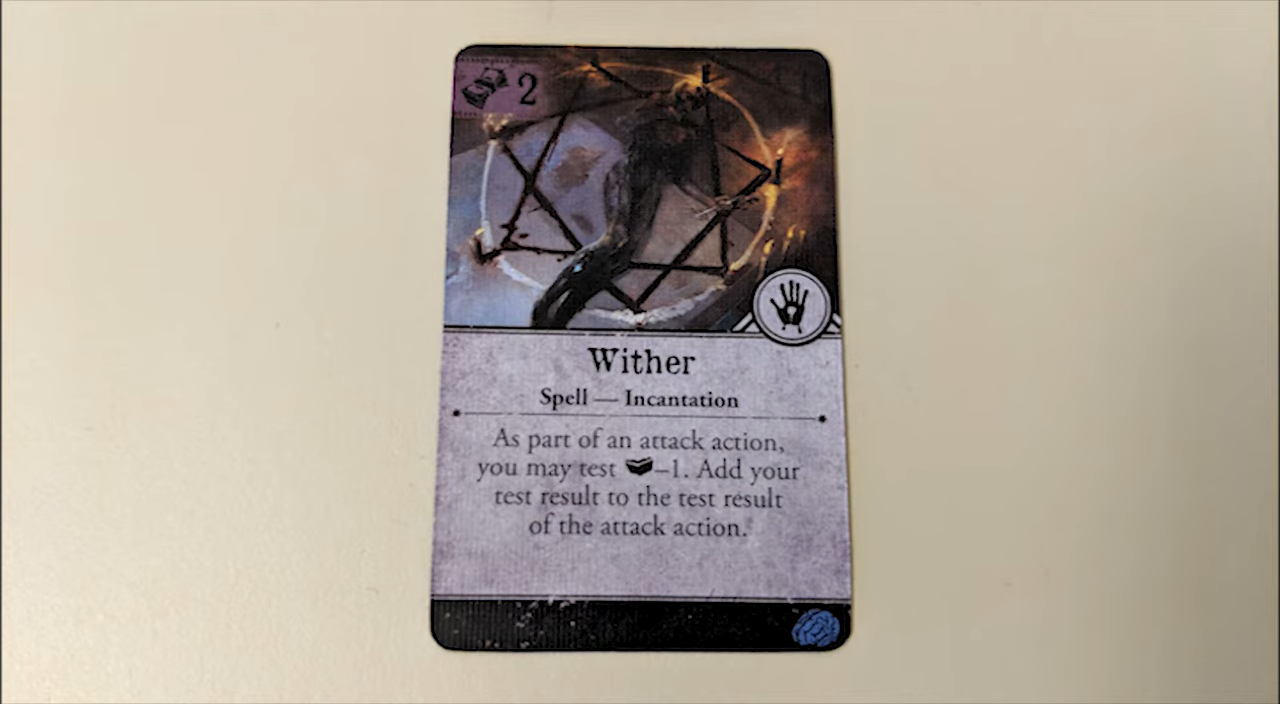 2
Wither
Spell — Incantation
As part of an attack action,
you may test –1. Add your
test result to the test result
of the attack action.